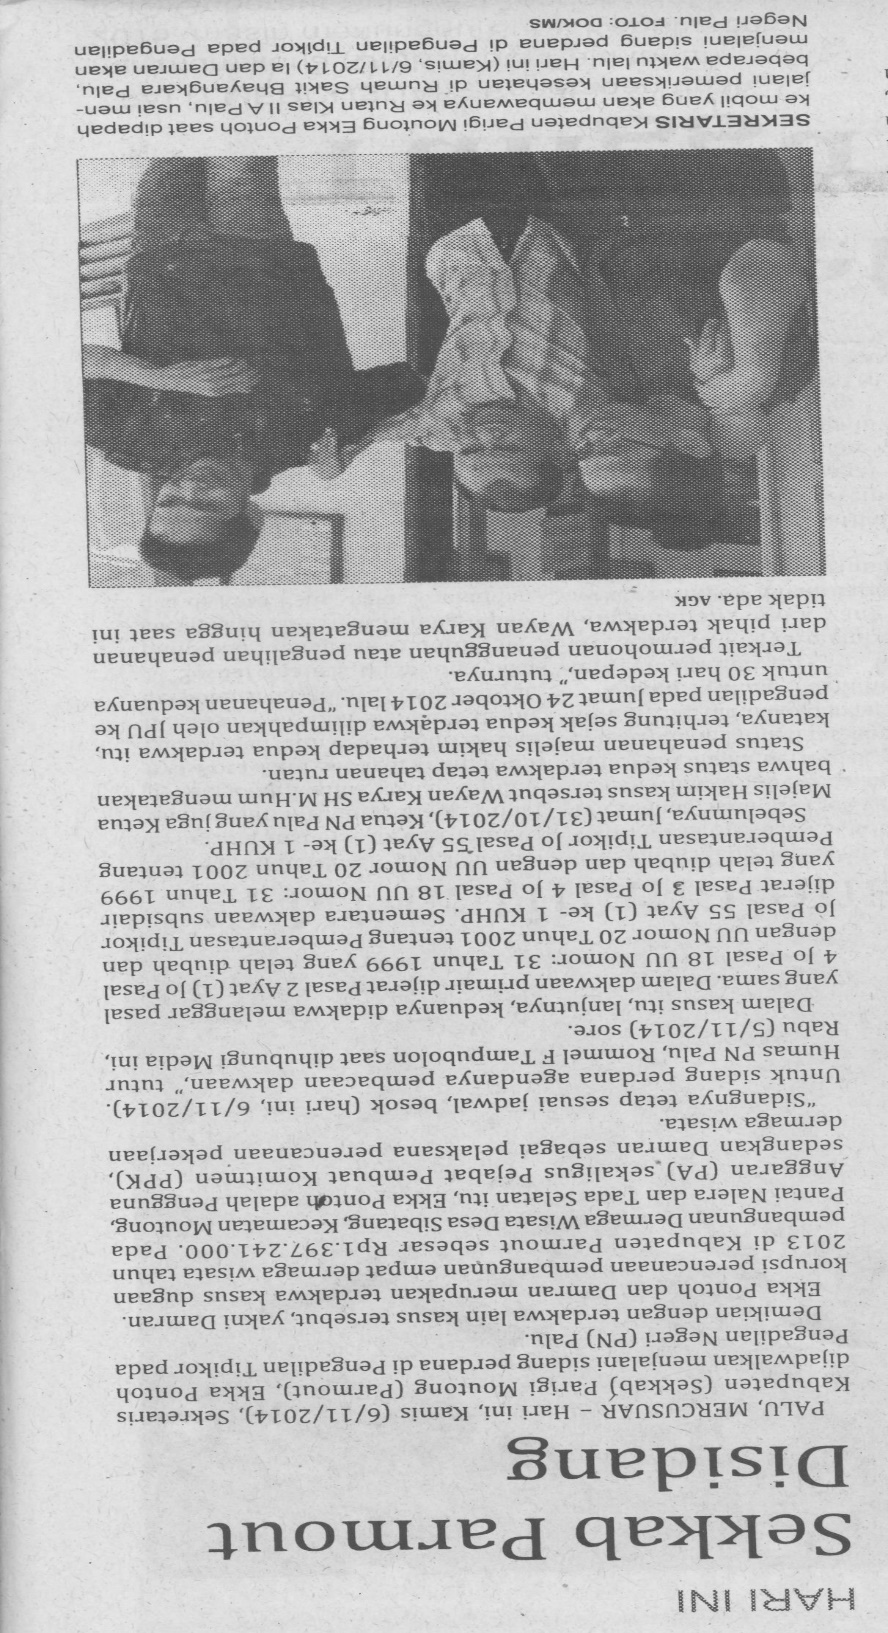 HARI INI
Sekkab Parmout
Disidang
PALU, MERCUSUAR – Hari ini, Kamis (6/11/2014), Sekretaris
Kabupaten (Sekkab) Parigi Moutong (Parmout), Ekka Pontoh
dijadwalkan menjalani sidang perdana di Pengadilan Tipikor pada
Pengadilan Negeri (PN) Palu.
Demikian dengan terdakwa lain kasus tersebut, yakni Damran.
Ekka Pontoh dan Damran merupakan terdakwa kasus dugaan
korupsi perencanaan pembangunan empat dermaga wisata tahun
2013 di Kabupaten Parmout sebesar Rp1.397.241.000. Pada
pembangunan Dermaga Wisata Desa Sibatang, Kecamatan Moutong,
Pantai Nalera dan Tada Selatan itu, Ekka Pontoh adalah Pengguna
Anggaran (PA) sekaligus Pejabat Pembuat Komitmen (PPK),
sedangkan Damran sebagai pelaksana perencanaan pekerjaan
dermaga wisata.
“Sidangnya tetap sesuai jadwal, besok (hari ini, 6/11/2014).
Untuk sidang perdana agendanya pembacaan dakwaan,” tutur
Humas PN Palu, Rommel F Tampubolon saat dihubungi Media ini,
Rabu (5/11/2014) sore.
Dalam kasus itu, lanjutnya, keduanya didakwa melanggar pasal
yang sama. Dalam dakwaan primair dijerat Pasal 2 Ayat (1) Jo Pasal
4 Jo Pasal 18 UU Nomor: 31 Tahun 1999 yang telah diubah dan
dengan UU Nomor 20 Tahun 2001 tentang Pemberantasan Tipikor
jo Pasal 55 Ayat (1) ke- 1 KUHP. Sementara dakwaan subsidair
dijerat Pasal 3 Jo Pasal 4 Jo Pasal 18 UU Nomor: 31 Tahun 1999
yang telah diubah dan dengan UU Nomor 20 Tahun 2001 tentang
Pemberantasan Tipikor Jo Pasal 55 Ayat (1) ke- 1 KUHP.
Sebelumnya, Jumat (31/10/2014), Ketua PN Palu yang juga Ketua
Majelis Hakim kasus tersebut Wayan Karya SH M.Hum mengatakan
bahwa status kedua terdakwa tetap tahanan rutan.
Status penahanan majelis hakim terhadap kedua terdakwa itu,
katanya, terhitung sejak kedua terdakwa dilimpahkan oleh JPU ke
pengadilan pada Jumat 24 Oktober 2014 lalu. “Penahanan keduanya
untuk 30 hari kedepan,” tuturnya.
Terkait permohonan penangguhan atau pengalihan penahanan
dari pihak terdakwa, Wayan Karya mengatakan hingga saat ini
tidak ada. AGK
SEKRETARIS Kabupaten Parigi Moutong Ekka Pontoh saat dipapah
ke mobil yang akan membawanya ke Rutan Klas II A Palu, usai men-
jalani pemeriksaan kesehatan di Rumah Sakit Bhayangkara Palu,
beberapa waktu lalu. Hari ini (Kamis, 6/11/2014) Ia dan Damran akan
menjalani sidang perdana di Pengadilan Tipikor pada Pengadilan
Negeri Palu. FOTO: DOK/MS